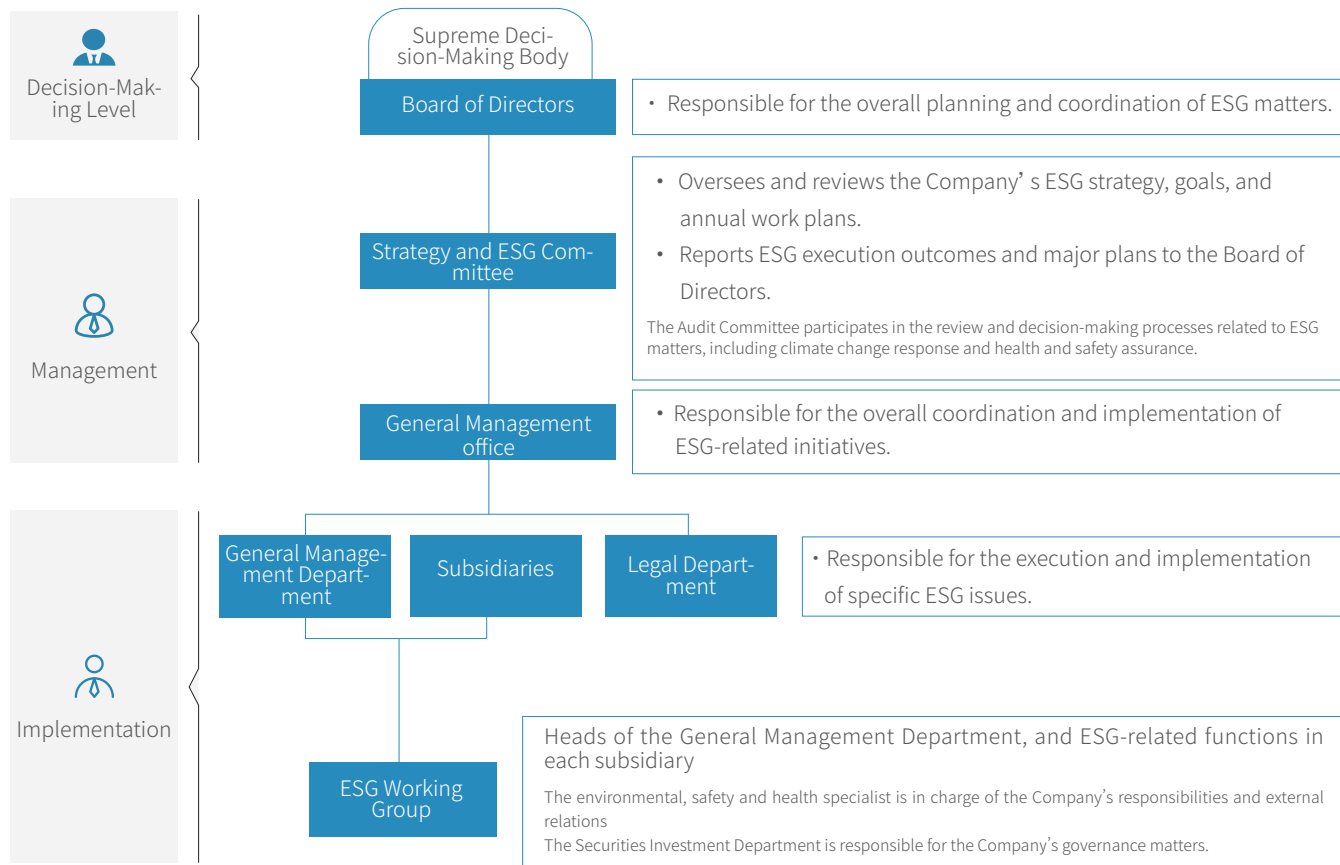 Decision-Mak-
ing Level
Supreme Deci-
sion-Making Body
Board of Directors
• Responsible for the overall planning and coordination of ESG matters.
Management
Strategy and ESG Com-
mittee
• Oversees and reviews the Company’ s ESG strategy, goals, and
annual work plans.
• Reports ESG execution outcomes and major plans to the Board of
Directors.
The Audit Committee participates in the review and decision-making processes related to ESG
matters, including climate change response and health and safety assurance.
General Management
office
• Responsible for the overall coordination and implementation of
ESG-related initiatives.
Implementation
General Manage-
ment Depart-
ment
Subsidiaries
Legal Depart-
ment
• Responsible for the execution and implementation
of specific ESG issues.
ESG Working
Group
Heads of the General Management Department, and ESG-related functions in
each subsidiary
The environmental, safety and health specialist is in charge of the Company’s responsibilities and external
relations
The Securities Investment Department is responsible for the Company’s governance matters.